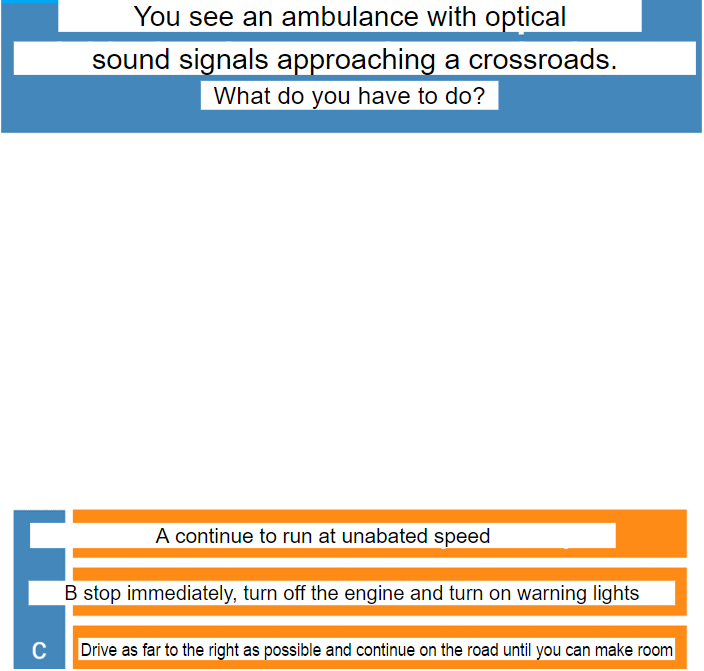 You see an ambulance with optical
sound signals approaching a crossroads.
What do you have to do?
A continue to run at unabated speed
B stop immediately, turn off the engine and turn on warning lights
C Drive as far to the right as possible and continue on the road until you can make room